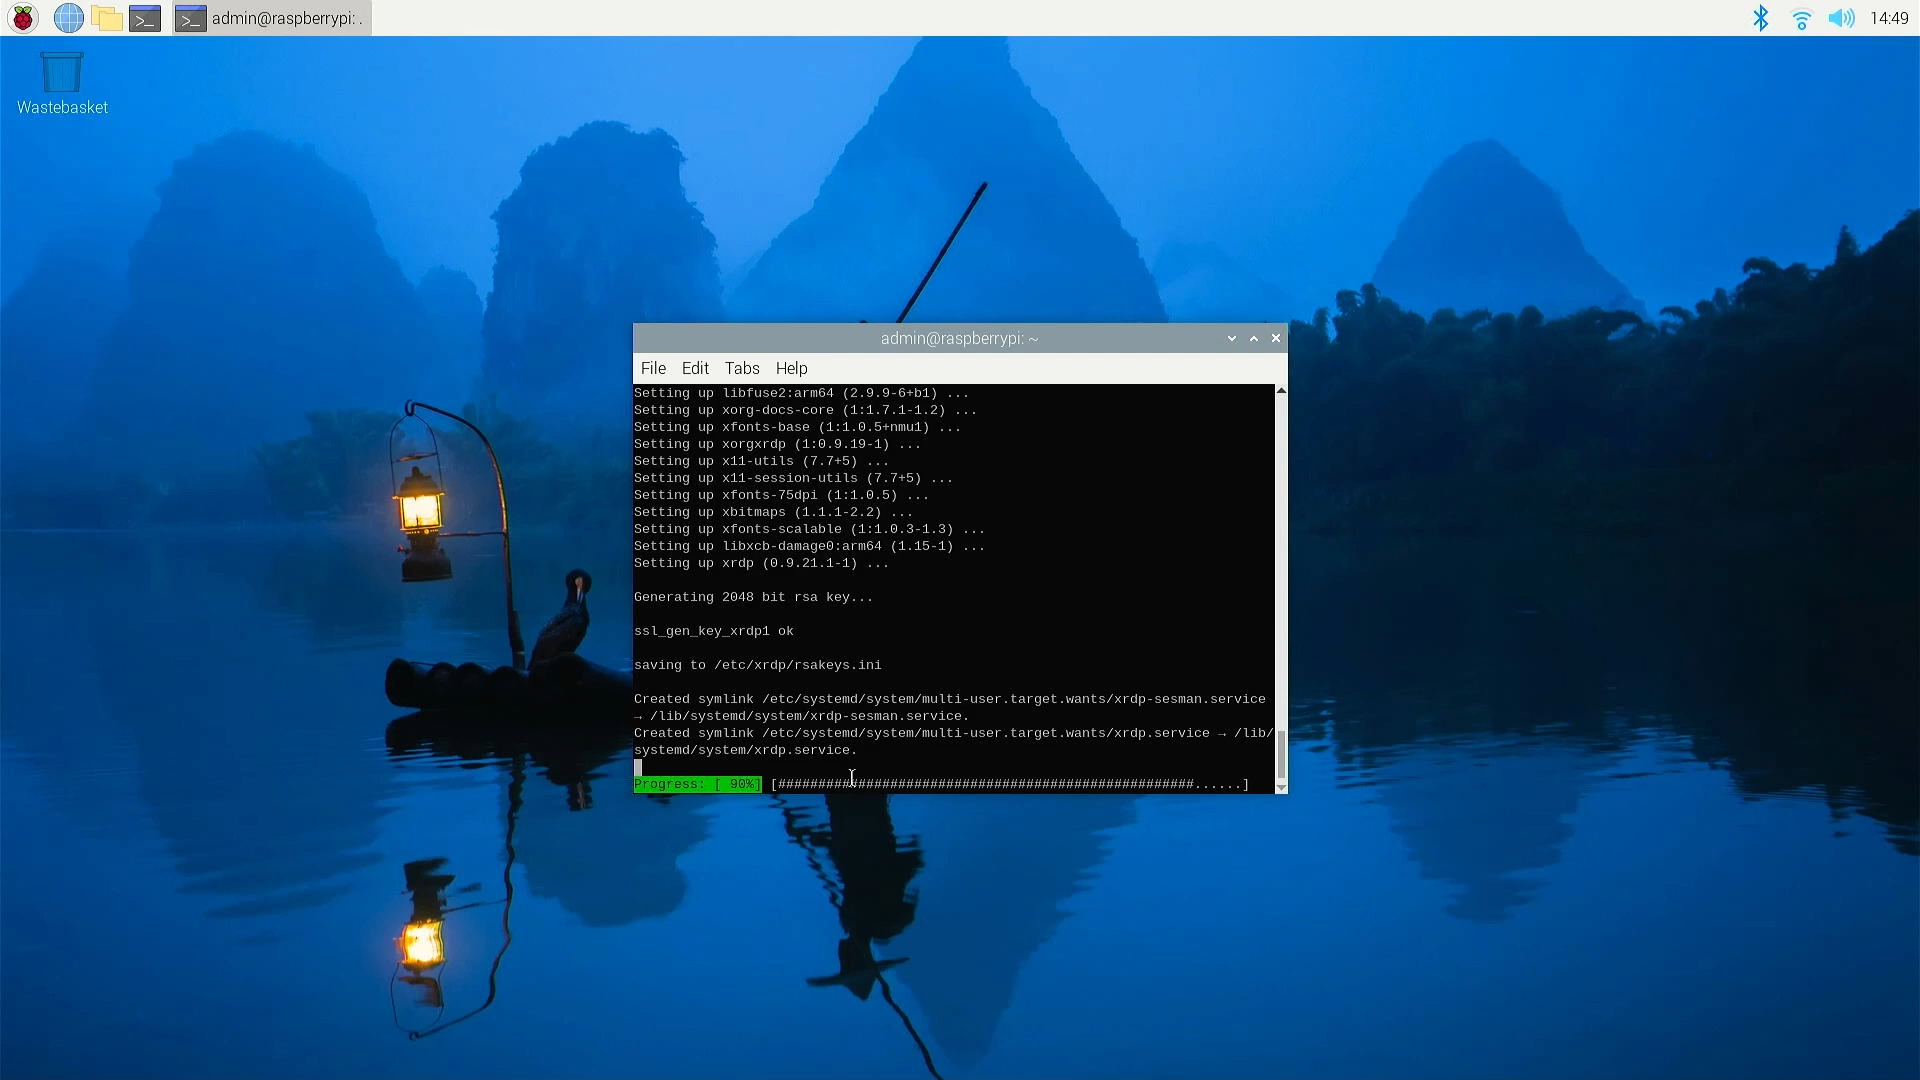 admin@raspberrypi: .
14:49
Wastebasket
admin@raspberrypi: ~
File Edit Tabs Help
Setting up libfuse2:arm64 (2.9.9-6+b1) ...
Setting up xorg-docs-core (1:1.7.1-1.2) ...
Setting up xfonts-base (1:1.0.5+nmu1) ...
Setting up xorgxrdp (1:0.9.19-1) ...
Setting up x11-utils (7.7+5) ...
Setting up x11-session-utils (7.7+5) ...
Setting up xfonts-75dpi (1:1.0.5) ...
Setting up xbitmaps (1.1.1-2.2) ...
Setting up xfonts-scalable (1:1.0.3-1.3) ...
Setting up libxcb-damage0:arm64 (1.15-1) ...
Setting up xrdp (0.9.21.1-1) ...
Generating 2048 bit rsa key...
ssl_gen_key_xrdp1 ok
saving to /etc/xrdp/rsakeys.ini
Created symlink /etc/systemd/system/multi-user.target.wants/xrdp-sesman.service
→ /lib/systemd/system/xrdp-sesman.service.
Created symlink /etc/systemd/system/multi-user.target.wants/xrdp.service → /lib/
systemd/system/xrdp.service.
Progress: [ 90%] [####################################################......]